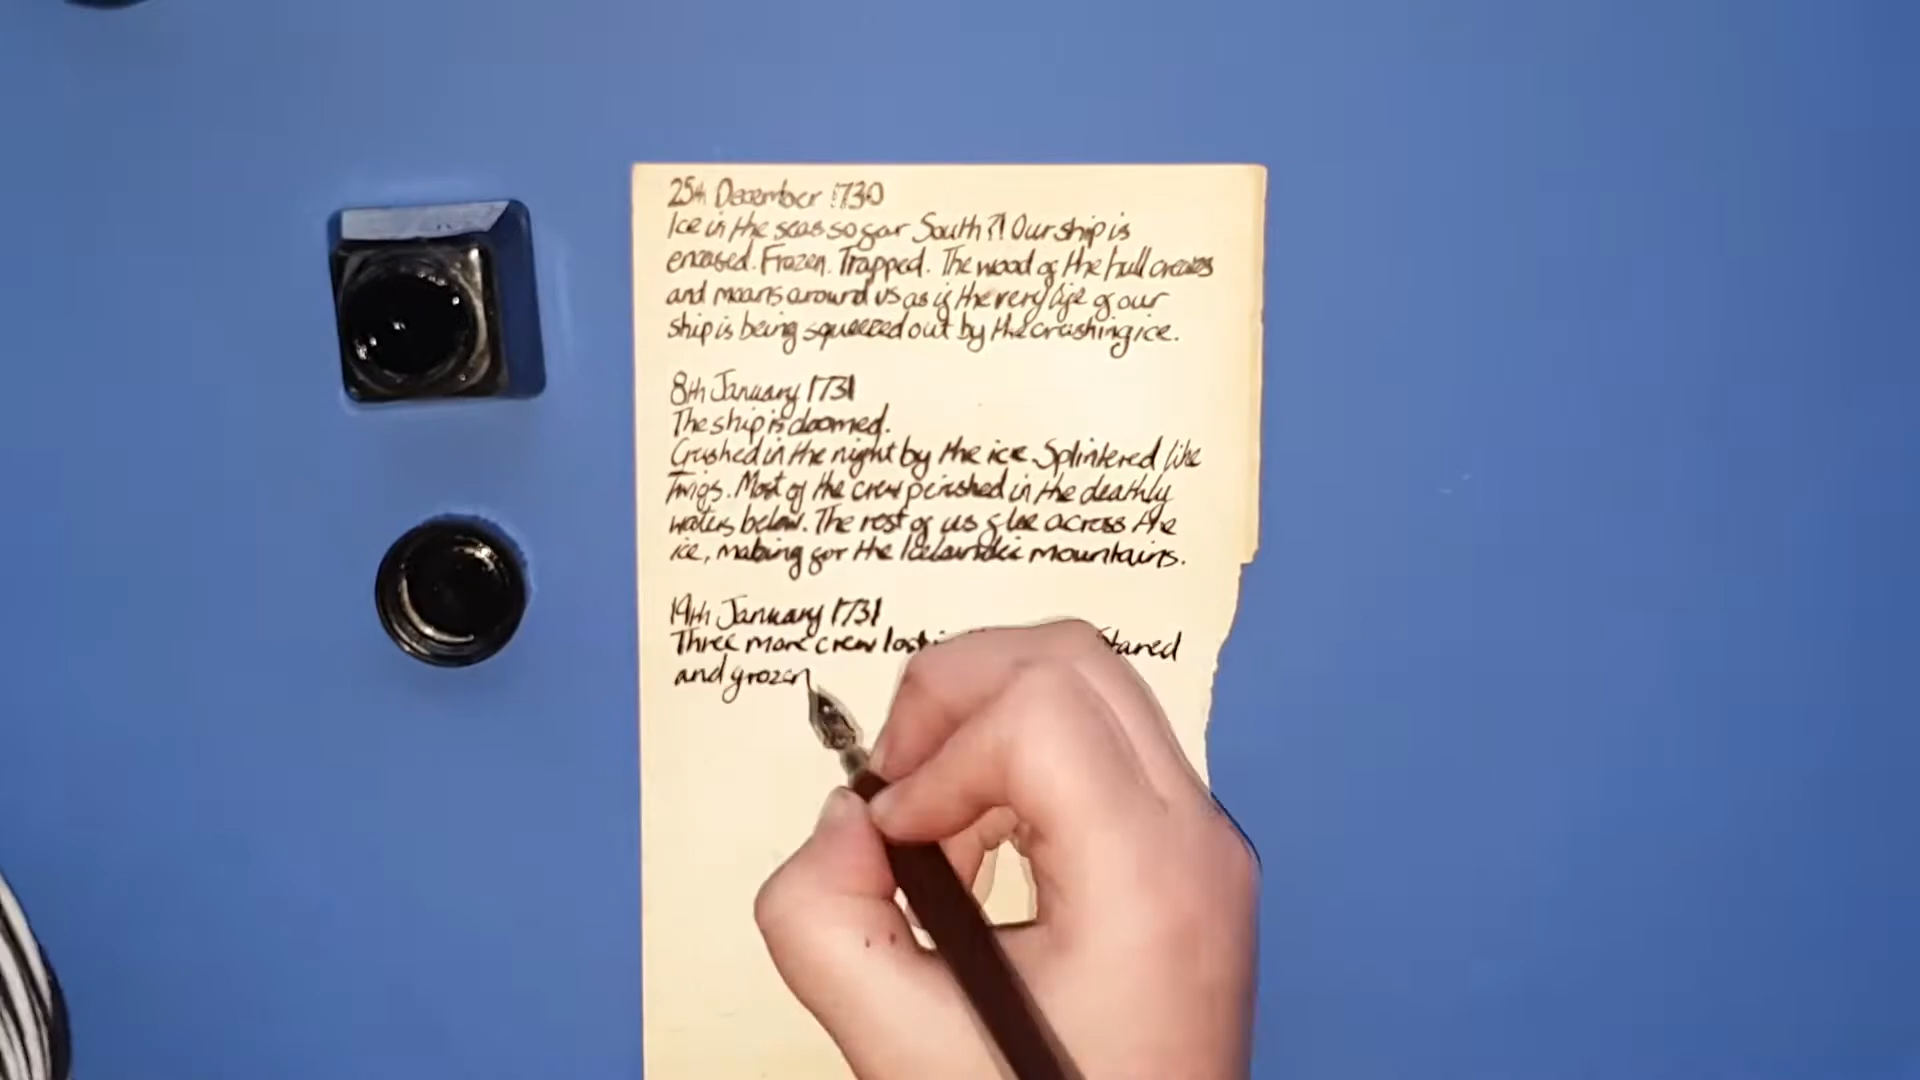 25th December 1730
Ice in the seas so far South?! Our ship is
encased. Frozen. Trapped. The wood of the hull creaks
and moans around us as if the very life of our
ship is being squeezed out by the crushing ice.
8th January 1731
The ship is doomed.
Crushed in the night by the ice. Splintered like
Twigs. Most of the crew perished in the deathly
waters below. The rest of us flee across the
ice, making for the Icelandic mountains.
19th January 1731
Three more crew lost
and frozen